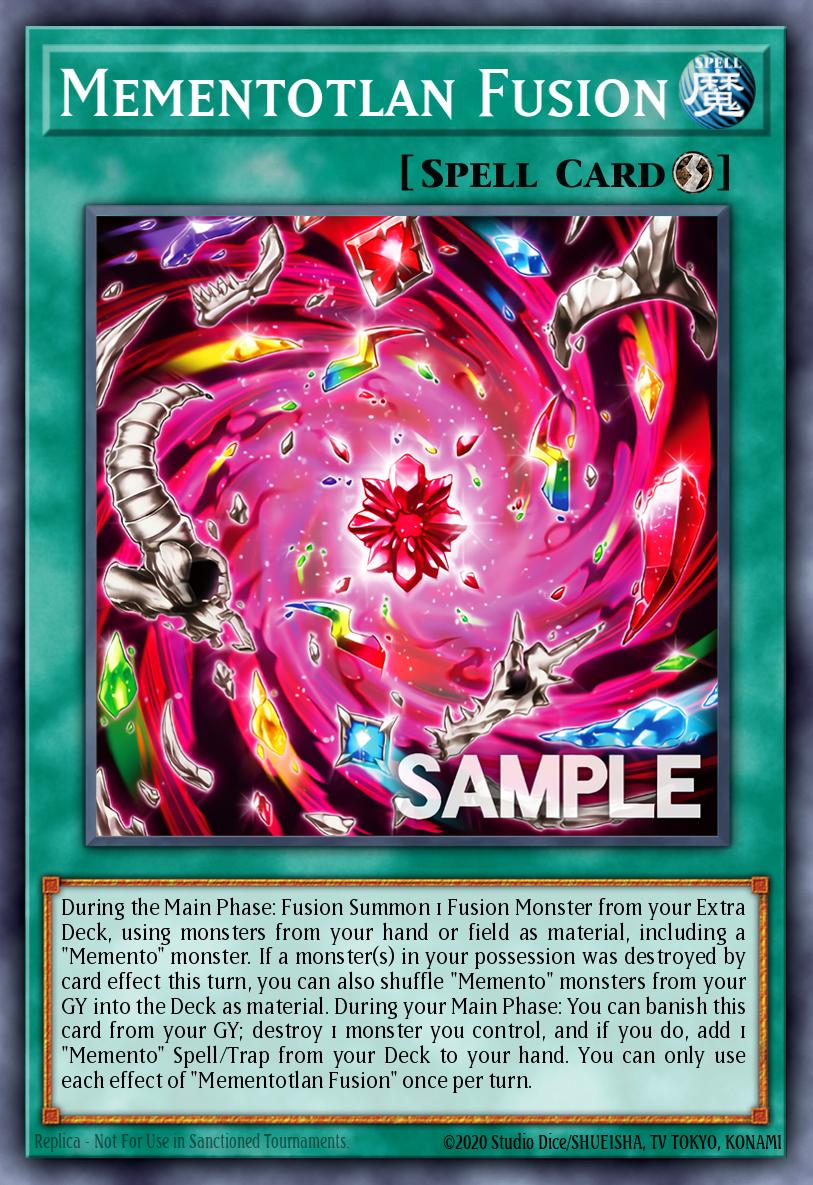 Mementotlan Fusion
SPELL
魔
[Spell Card]
SAMPLE
During the Main Phase: Fusion Summon 1 Fusion Monster from your Extra
Deck, using monsters from your hand or field as material, including a
"Memento" monster. If a monster(s) in your possession was destroyed by
card effect this turn, you can also shuffle "Memento" monsters from your
GY into the Deck as material. During your Main Phase: You can banish this
card from your GY; destroy 1 monster you control, and if you do, add 1
"Memento" Spell/Trap from your Deck to your hand. You can only use
each effect of "Mementotlan Fusion" once per turn.
Replica - Not For Use in Sanctioned Tournaments.
©2020 Studio Dice/SHUEISHA, TV TOKYO, KONAMI